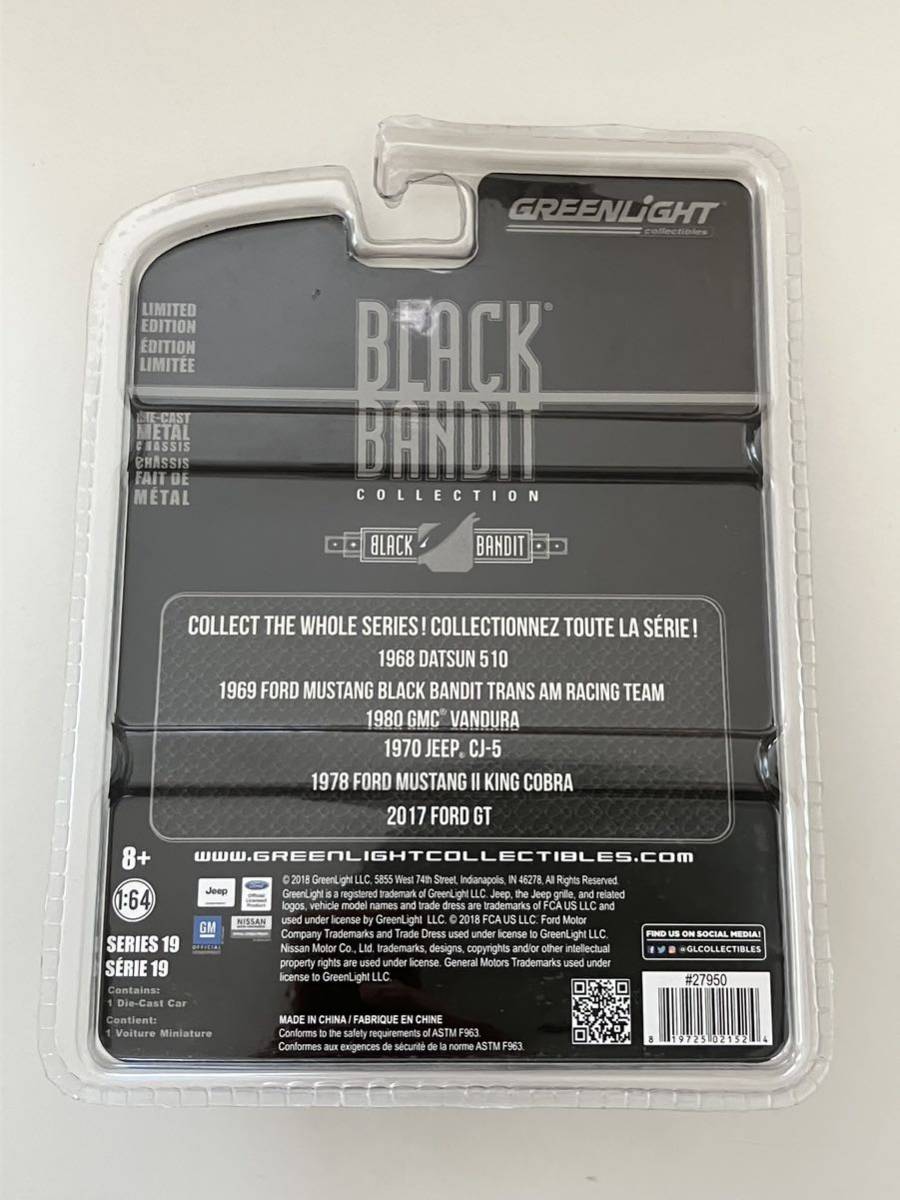 GREENLiGHT
collectibles
LIMITED
EDITION
ÉDITION
LIMITÉE
BLACK®
BANDIT
COLLECTION
DIE-CAST
METAL
CHASSIS
CHÂSSIS
FAIT DE
MÉTAL
BLACK BANDIT
COLLECT THE WHOLE SERIES! COLLECTIONNEZ TOUTE LA SÉRIE!
1968 DATSUN 510
1969 FORD MUSTANG BLACK BANDIT TRANS AM RACING TEAM
1980 GMC® VANDURA
1970 JEEP® CJ-5
1978 FORD MUSTANG II KING COBRA
2017 FORD GT
8+
www.GREENLIGHTCOLLECTIBLES.COM
1:64
Jeep
Ford
Official
Licensed
Product
GM
OFFICIAL
NISSAN
SERIES 19
SÉRIE 19
Contains:
1 Die-Cast Car
Contient:
1 Voiture Miniature
© 2018 GreenLight LLC, 5855 West 74th Street, Indianapolis, IN 46278, All Rights Reserved.
GreenLight is a registered trademark of GreenLight LLC. Jeep, the Jeep grille, and related
logos, vehicle model names and trade dress are trademarks of FCA US LLC and
used under license by GreenLight LLC. © 2018 FCA US LLC. Ford Motor
Company Trademarks and Trade Dress used under license to GreenLight LLC.
Nissan Motor Co., Ltd. trademarks, designs, copyrights and/or other intellectual
property rights are used under license. General Motors Trademarks used under
license to GreenLight LLC.
MADE IN CHINA / FABRIQUE EN CHINE
Conforms to the safety requirements of ASTM F963.
Conformes aux exigences de sécurité de la norme ASTM F963.
FIND US ON SOCIAL MEDIA!
@GLCOLLECTIBLES
#27950
8 19725 02152 4